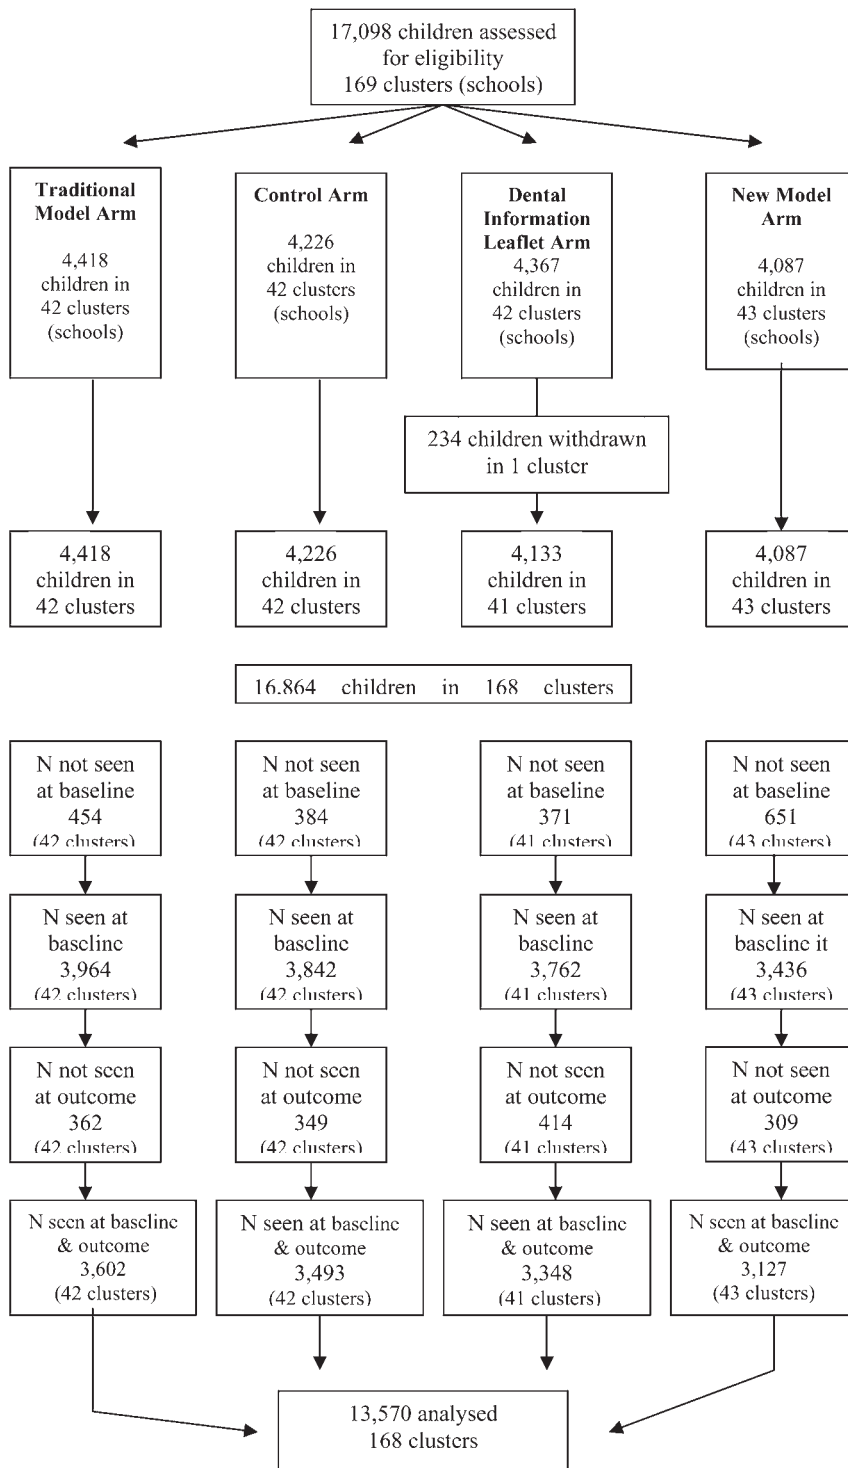 17,098 children assessed
for eligibility
169 clusters (schools)
Traditional
Model Arm
4,418
children in
42 clusters
(schools)
Control Arm
4,226
children in
42 clusters
(schools)
Dental
Information
Leaflet Arm
4,367
children in
42 clusters
(schools)
New Model
Arm
4,087
children in
43 clusters
(schools)
234 children withdrawn
in 1 cluster
4,418
children in
42 clusters
4,226
children in
42 clusters
4,133
children in
41 clusters
4,087
children in
43 clusters
16.864 children in 168 clusters
N not seen
at baseline
454
(42 clusters)
N not seen
at baseline
384
(42 clusters)
N not seen
at baseline
371
(41 clusters)
N not seen
at baseline
651
(43 clusters)
N seen at
baseline
3,964
(42 clusters)
N seen at
baseline
3,842
(42 clusters)
N seen at
baseline
3,762
(41 clusters)
N seen at
baseline it
3,436
(43 clusters)
N not seen
at outcome
362
(42 clusters)
N not seen
at outcome
349
(42 clusters)
N not seen
at outcome
414
(41 clusters)
N not seen
at outcome
309
(43 clusters)
N seen at baseline
& outcome
3,602
(42 clusters)
N seen at baseline
& outcome
3,493
(42 clusters)
N seen at baseline
& outcome
3,348
(41 clusters)
N seen at baseline
& outcome
3,127
(43 clusters)
13,570 analysed
168 clusters